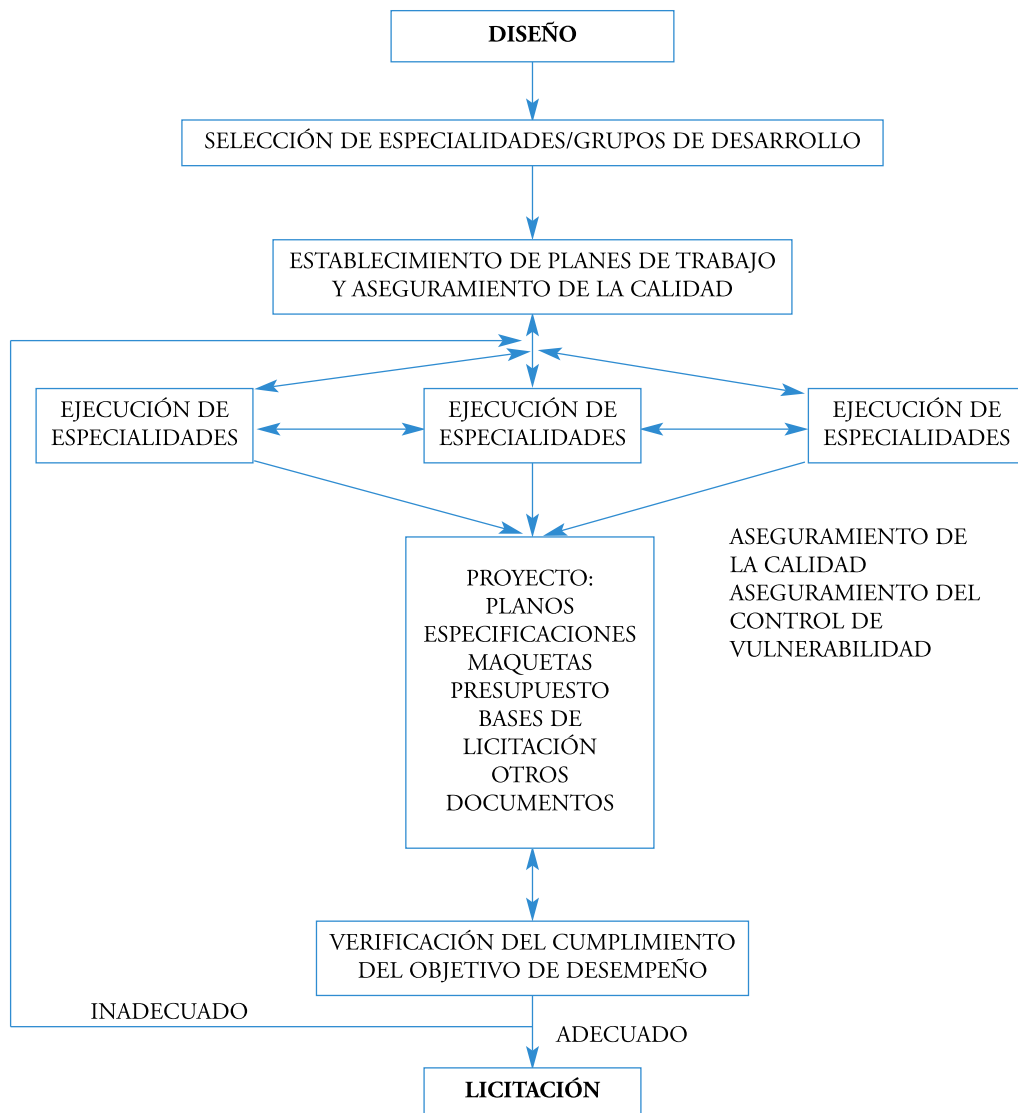 DISEÑO
SELECCIÓN DE ESPECIALIDADES/GRUPOS DE DESARROLLO
ESTABLECIMIENTO DE PLANES DE TRABAJO
Y ASEGURAMIENTO DE LA CALIDAD
EJECUCIÓN DE
ESPECIALIDADES
EJECUCIÓN DE
ESPECIALIDADES
EJECUCIÓN DE
ESPECIALIDADES
PROYECTO:
PLANOS
ESPECIFICACIONES
MAQUETAS
PRESUPUESTO
BASES DE
LICITACIÓN
OTROS
DOCUMENTOS
ASEGURAMIENTO DE
LA CALIDAD
ASEGURAMIENTO DEL
CONTROL DE
VULNERABILIDAD
VERIFICACIÓN DEL CUMPLIMIENTO
DEL OBJETIVO DE DESEMPEÑO
INADECUADO
ADECUADO
LICITACIÓN